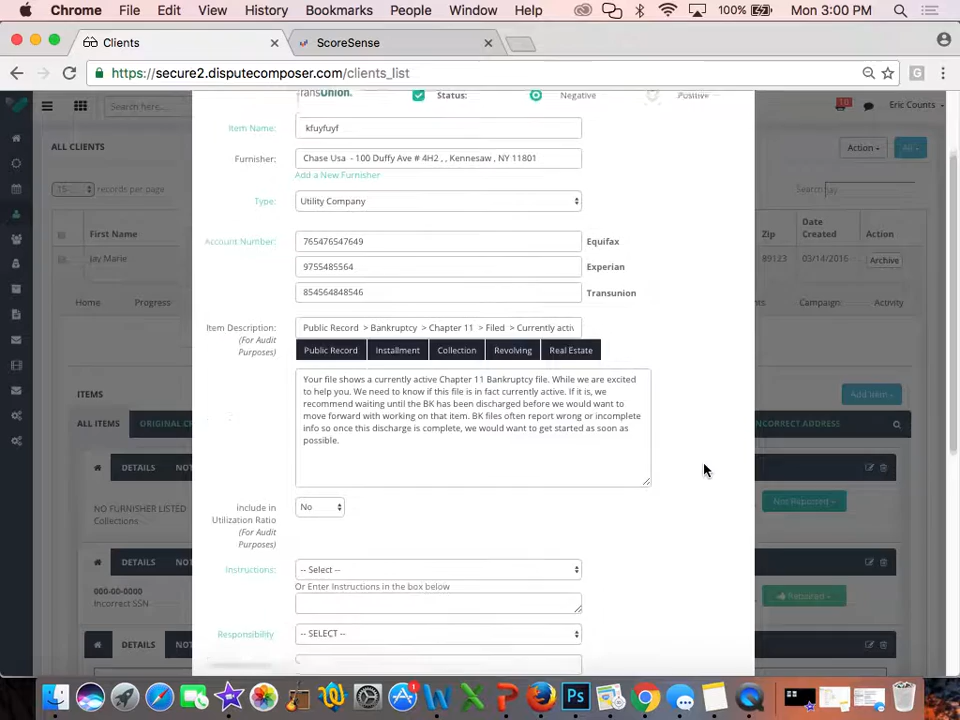 Chrome File Edit View History Bookmarks People Window Help 100% Mon 3:00 PM
Clients ScoreSense
https://secure2.disputecomposer.com/clients_list
Search here...
10 Eric Counts
TransUnion. Status: Negative Positive
ALL CLIENTS
Action All
Item Name: kfuyfuyf
Furnisher: Chase Usa - 100 Duffy Ave # 4H2 , , Kennesaw , NY 11801
Add a New Furnisher
15 records per page
Search: Jay
Type: Utility Company
First Name Zip Date Created Action
Jay Marie 89123 03/14/2016 Archive
Account Number: 765476547649 Equifax
9755485564 Experian
854564848546 Transunion
Home Progress Campaign: Activity
Item Description: Public Record > Bankruptcy > Chapter 11 > Filed > Currently activ
(For Audit
Purposes)
Public Record Installment Collection Revolving Real Estate
Your file shows a currently active Chapter 11 Bankruptcy file. While we are excited
to help you. We need to know if this file is in fact currently active. If it is, we
recommend waiting until the BK has been discharged before we would want to
move forward with working on that item. BK files often report wrong or incomplete
info so once this discharge is complete, we would want to get started as soon as
possible.
ITEMS
Add Item
ALL ITEMS ORIGINAL C NCORRECT ADDRESS
DETAILS NOT
NO FURNISHER LISTED
Collections
Not Reported
Include in
Utilization Ratio
(For Audit
Purposes)
No
DETAILS NOT
Instructions: -- Select --
Or Enter Instructions in the box below
000-00-0000
Incorrect SSN
Repaired
Responsibility -- SELECT --
DETAILS NOT